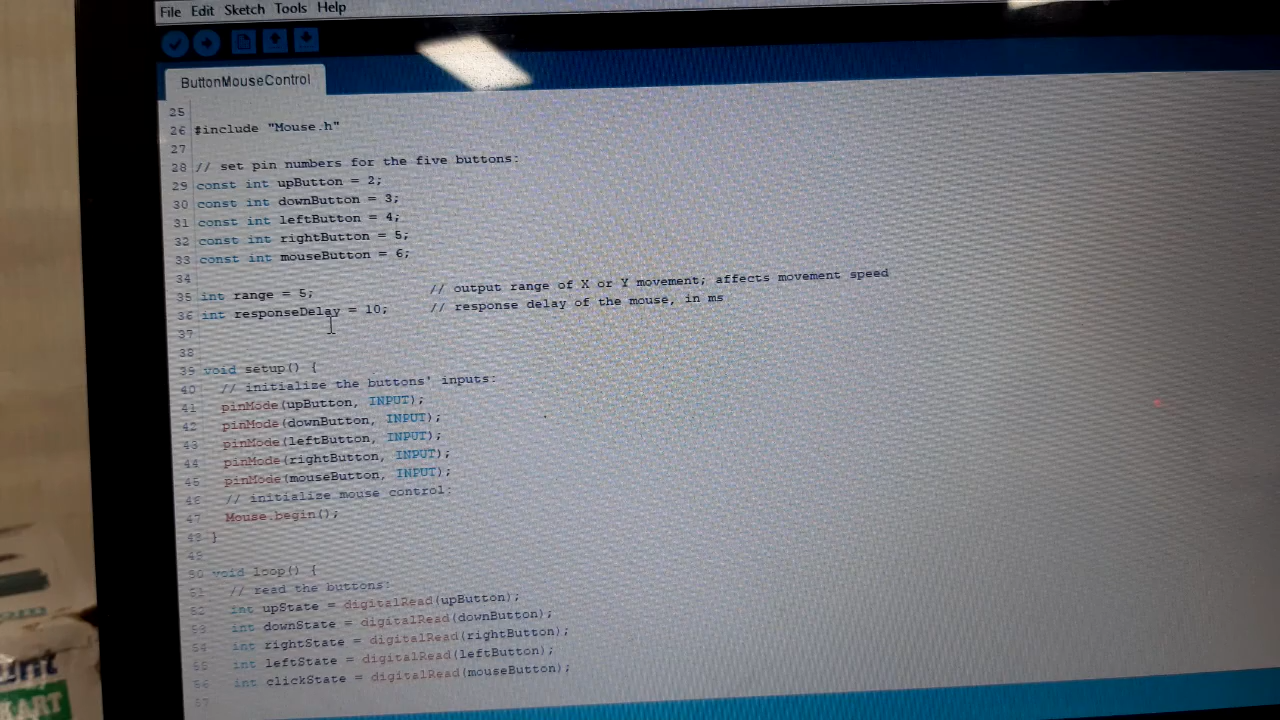 File Edit Sketch Tools Help
ButtonMouseControl
25
26 #include "Mouse.h"
27
28 // set pin numbers for the five buttons:
29 const int upButton = 2;
30 const int downButton = 3;
31 const int leftButton = 4;
32 const int rightButton = 5;
33 const int mouseButton = 6;
34
35 int range = 5; // output range of X or Y movement; affects movement speed
36 int responseDelay = 10; // response delay of the mouse, in ms
37
38
39 void setup() {
40 // initialize the buttons' inputs:
41 pinMode(upButton, INPUT);
42 pinMode(downButton, INPUT);
43 pinMode(leftButton, INPUT);
44 pinMode(rightButton, INPUT);
45 pinMode(mouseButton, INPUT);
46 // initialize mouse control:
47 Mouse.begin();
48 }
49
50 void loop() {
51 // read the buttons:
52 int upState = digitalRead(upButton);
53 int downState = digitalRead(downButton);
54 int rightState = digitalRead(rightButton);
55 int leftState = digitalRead(leftButton);
56 int clickState = digitalRead(mouseButton);
57
KART